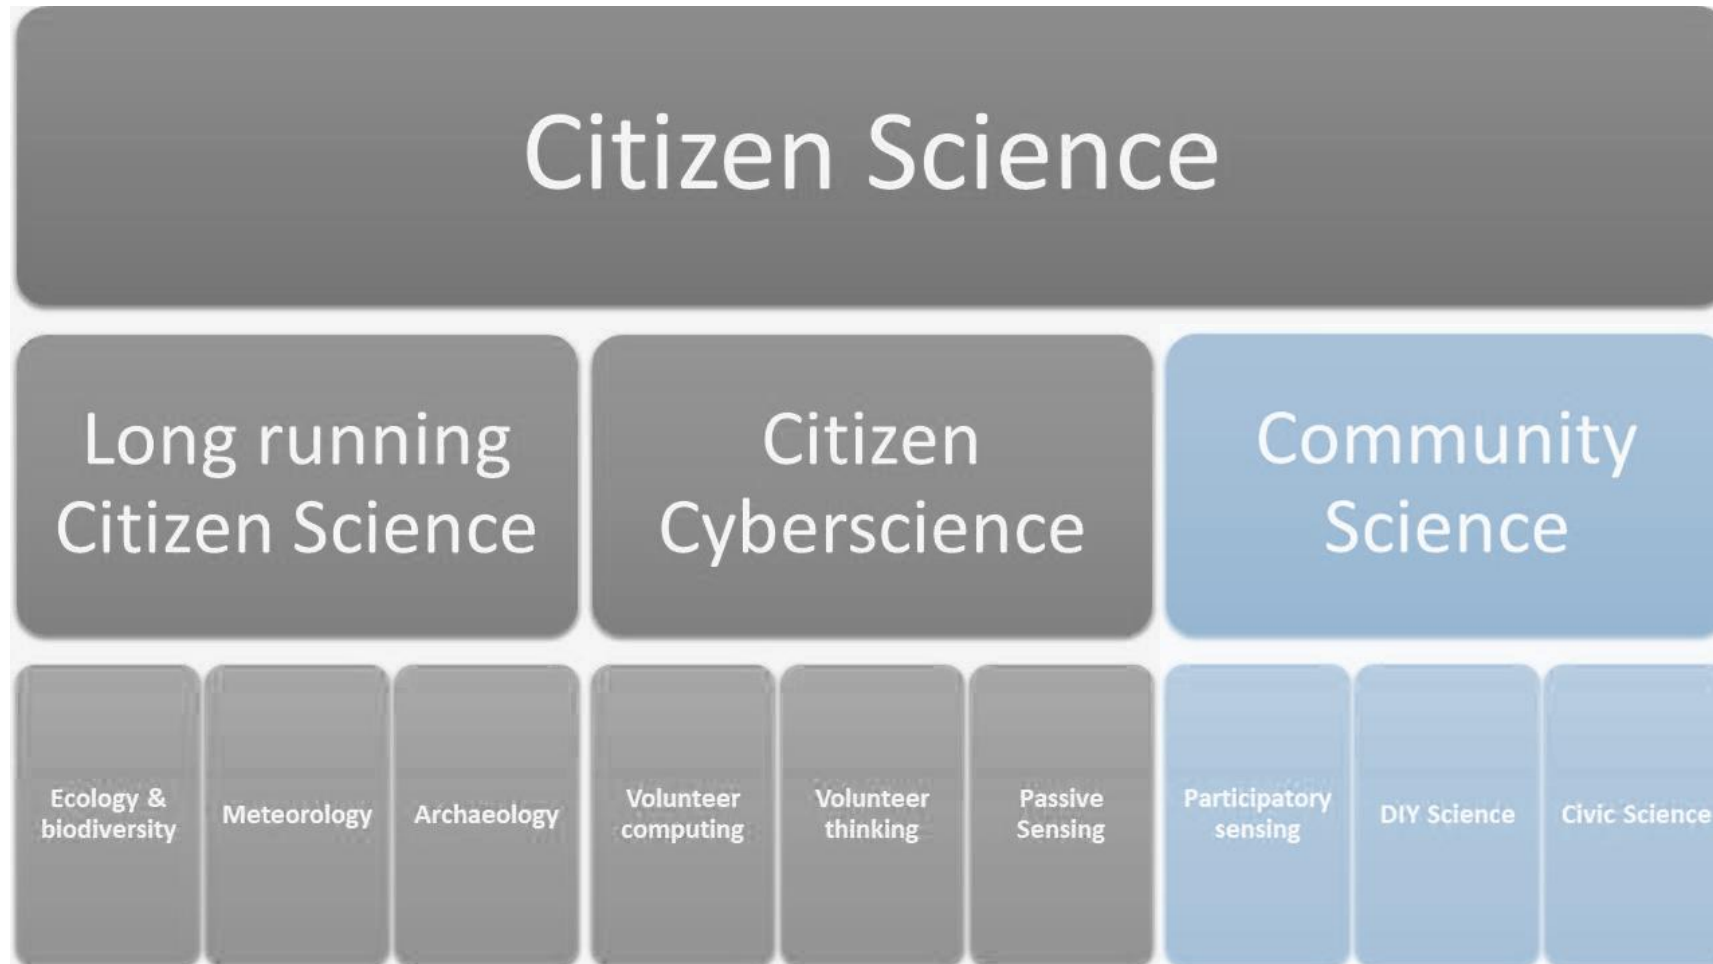 Citizen Science
Long running
Citizen Science
Citizen
Cyberscience
Community
Science
Ecology &
biodiversity
Meteorology
Archaeology
Volunteer
computing
Volunteer
thinking
Passive
Sensing
Participatory
sensing
DIY Science
Civic Science